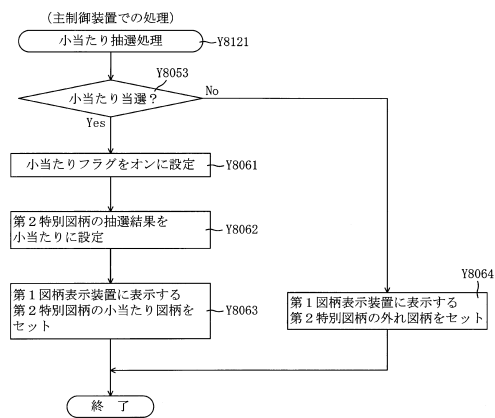 （主制御装置での処理）
小当たり抽選処理
Y8121
Y8053
小当たり当選？
No
Yes
小当たりフラグをオンに設定
Y8061
第２特別図柄の抽選結果を
小当たりに設定
Y8062
第１図柄表示装置に表示する
第２特別図柄の小当たり図柄を
セット
Y8063
Y8064
第１図柄表示装置に表示する
第２特別図柄の外れ図柄をセット
終　了